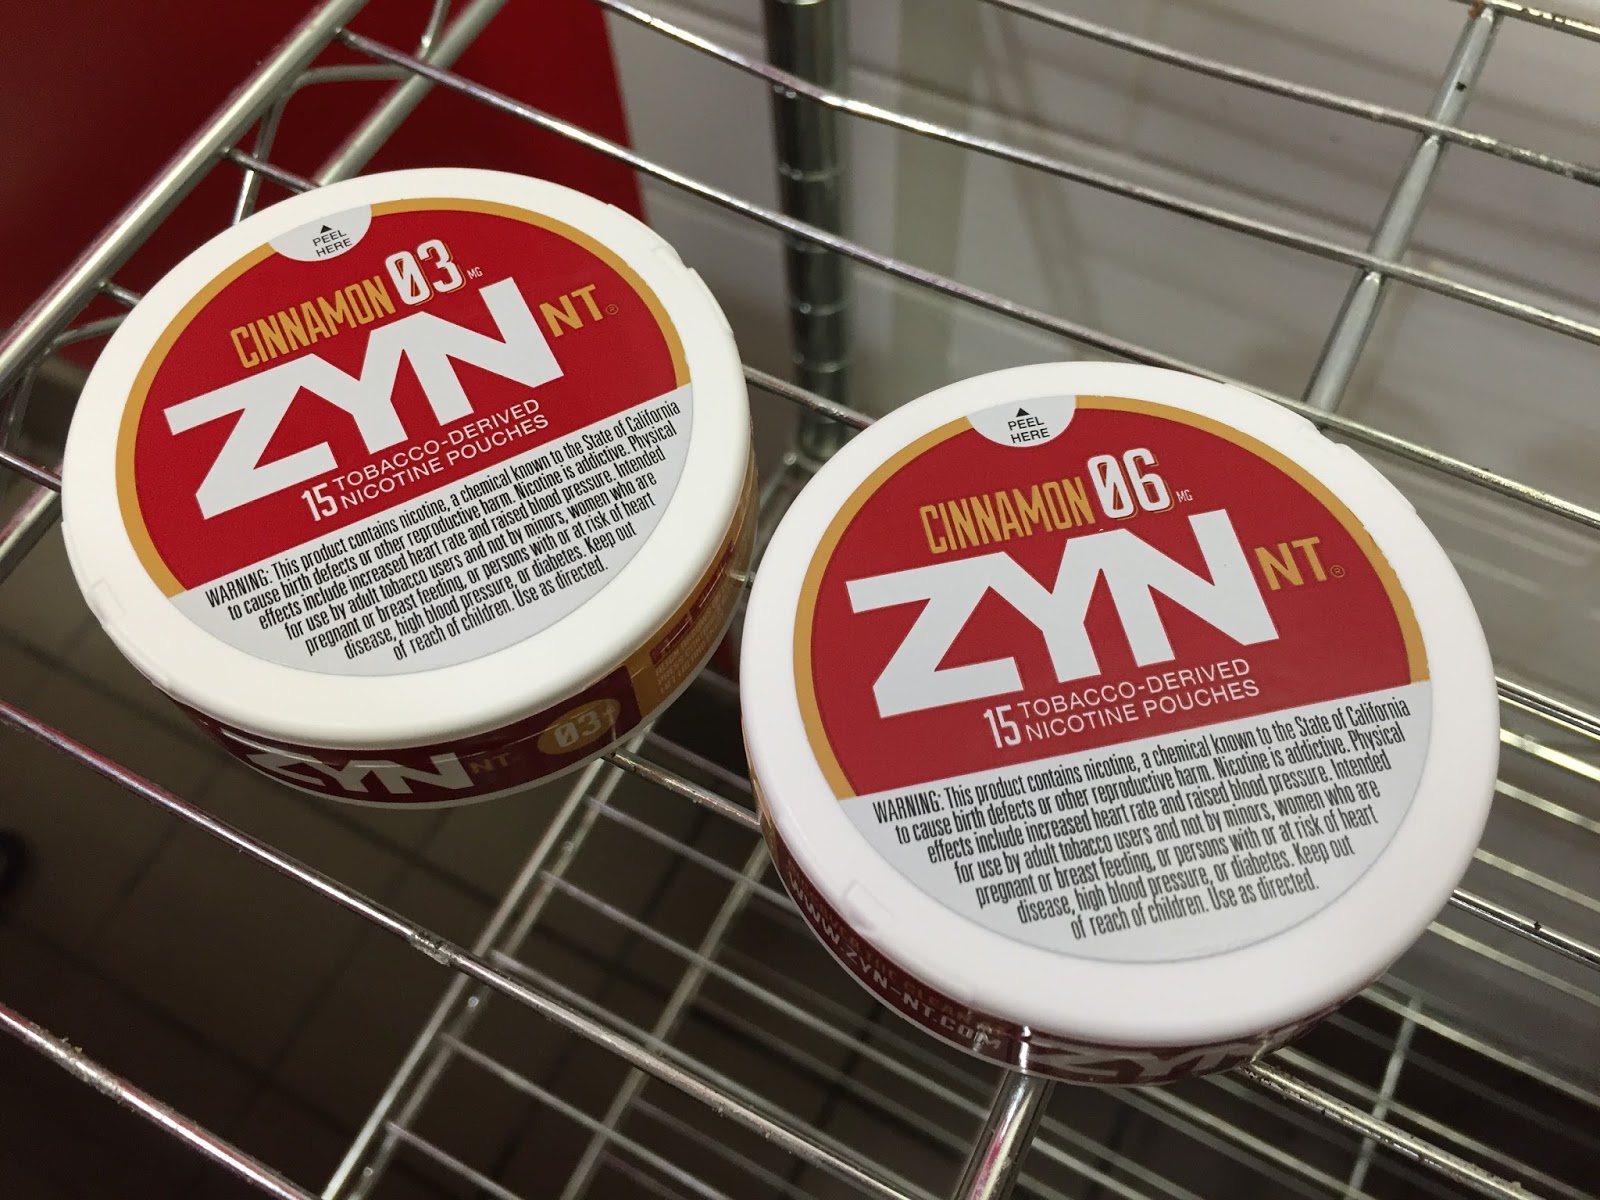 PEEL
HERE
CINNAMON 03 MG
ZYN NT®
15 TOBACCO-DERIVED
NICOTINE POUCHES
WARNING: This product contains nicotine, a chemical known to the State of California
to cause birth defects or other reproductive harm. Nicotine is addictive. Physical
effects include increased heart rate and raised blood pressure. Intended
for use by adult tobacco users and not by minors, women who are
pregnant or breast feeding, or persons with or at risk of heart
disease, high blood pressure, or diabetes. Keep out
of reach of children. Use as directed.
ZYN NT 03
PEEL
HERE
CINNAMON 06 MG
ZYN NT®
15 TOBACCO-DERIVED
NICOTINE POUCHES
WARNING: This product contains nicotine, a chemical known to the State of California
to cause birth defects or other reproductive harm. Nicotine is addictive. Physical
effects include increased heart rate and raised blood pressure. Intended
for use by adult tobacco users and not by minors, women who are
pregnant or breast feeding, or persons with or at risk of heart
disease, high blood pressure, or diabetes. Keep out
of reach of children. Use as directed.
WWW.ZYN-NT.COM
ZYN